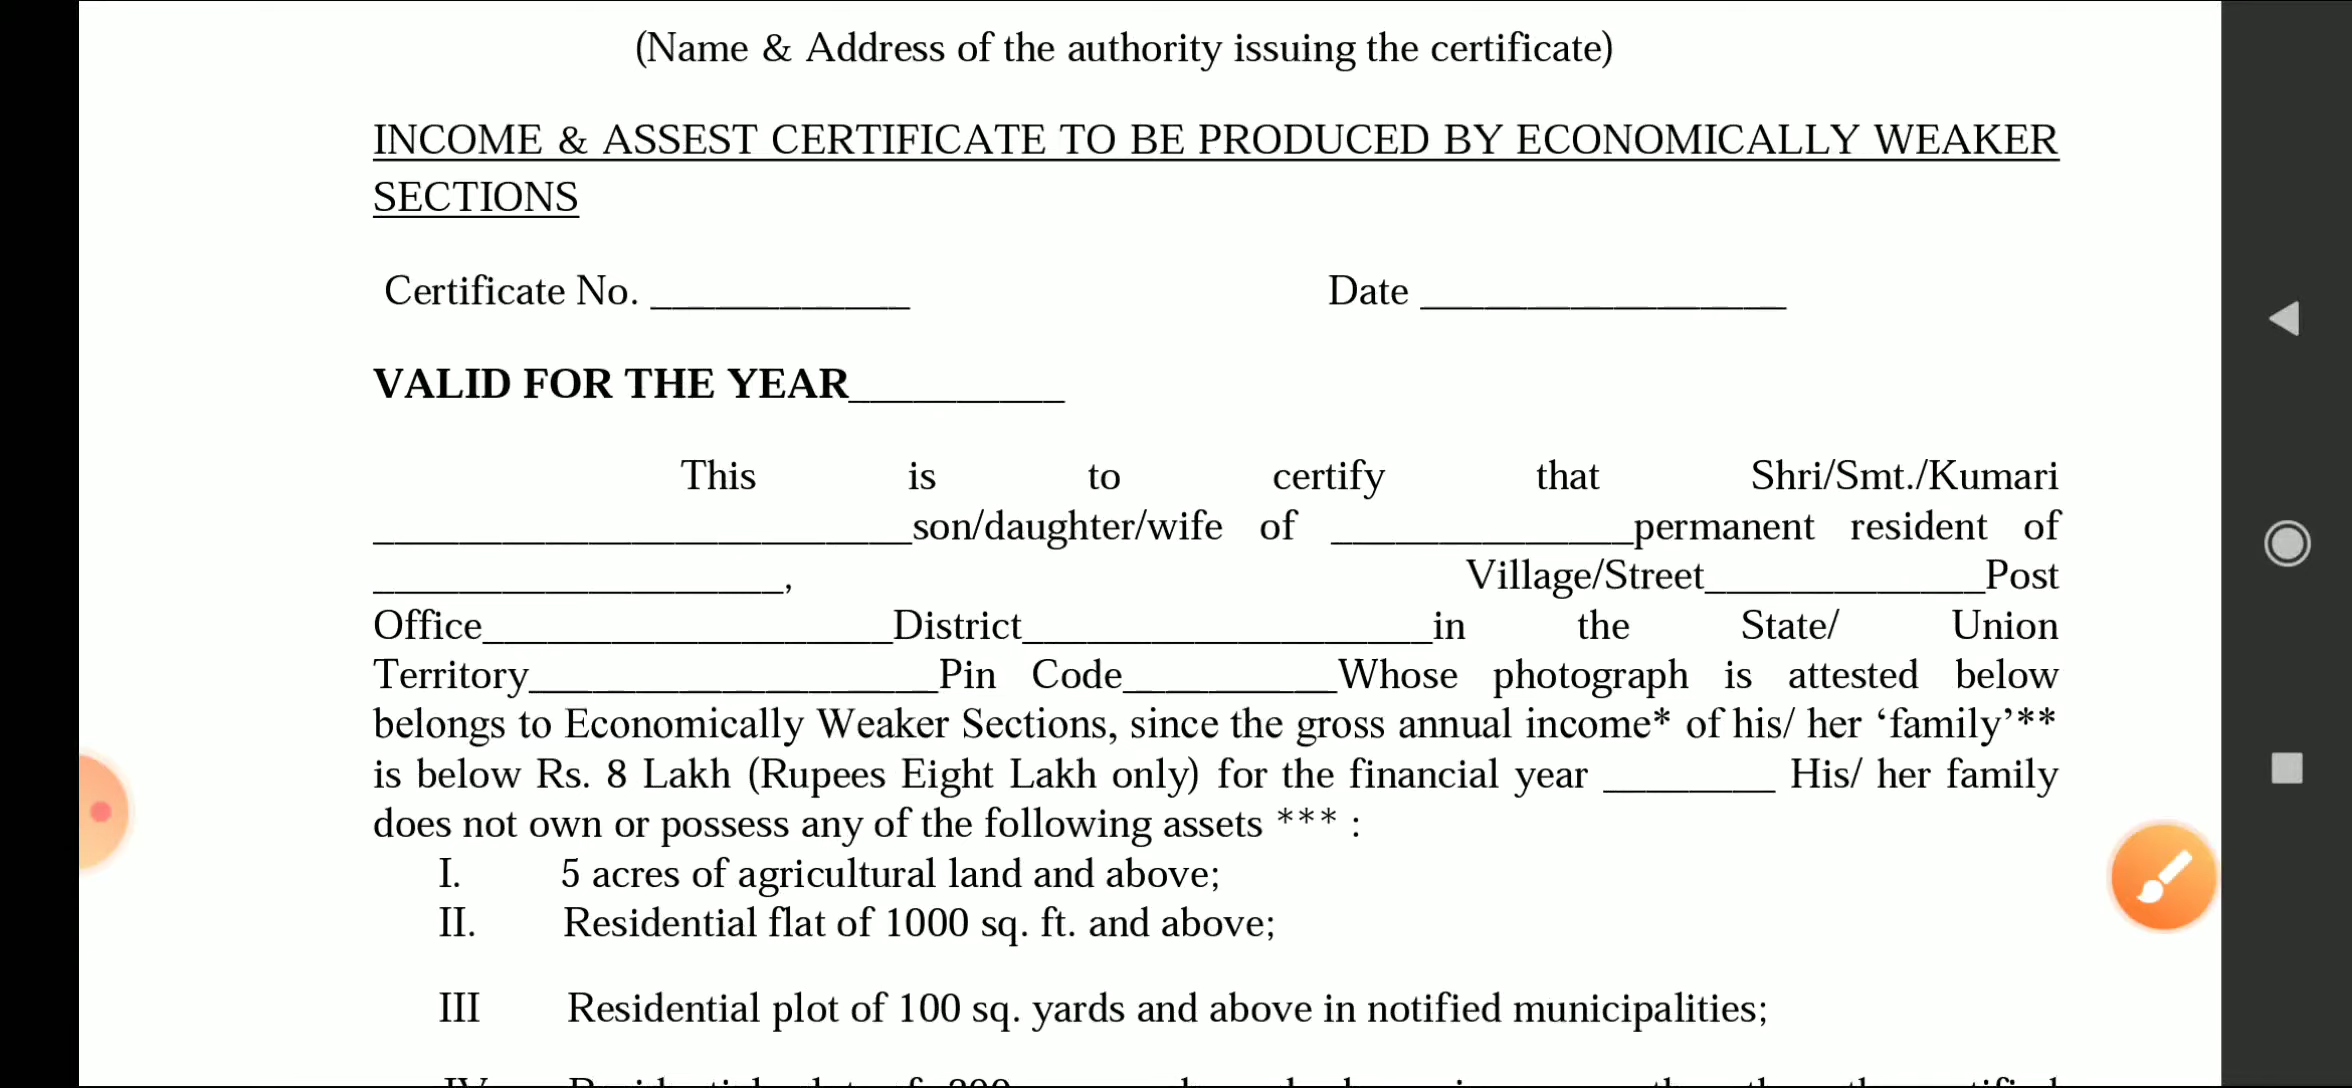 (Name & Address of the authority issuing the certificate)
INCOME & ASSEST CERTIFICATE TO BE PRODUCED BY ECONOMICALLY WEAKER
SECTIONS
Certificate No. ____________ Date _________________
VALID FOR THE YEAR__________
This is to certify that Shri/Smt./Kumari
_________________________son/daughter/wife of ______________permanent resident of
___________________, Village/Street_____________Post
Office___________________District___________________in the State/ Union
Territory___________________Pin Code__________Whose photograph is attested below
belongs to Economically Weaker Sections, since the gross annual income* of his/ her ‘family’**
is below Rs. 8 Lakh (Rupees Eight Lakh only) for the financial year ________ His/ her family
does not own or possess any of the following assets *** :
I. 5 acres of agricultural land and above;
II. Residential flat of 1000 sq. ft. and above;
III Residential plot of 100 sq. yards and above in notified municipalities;